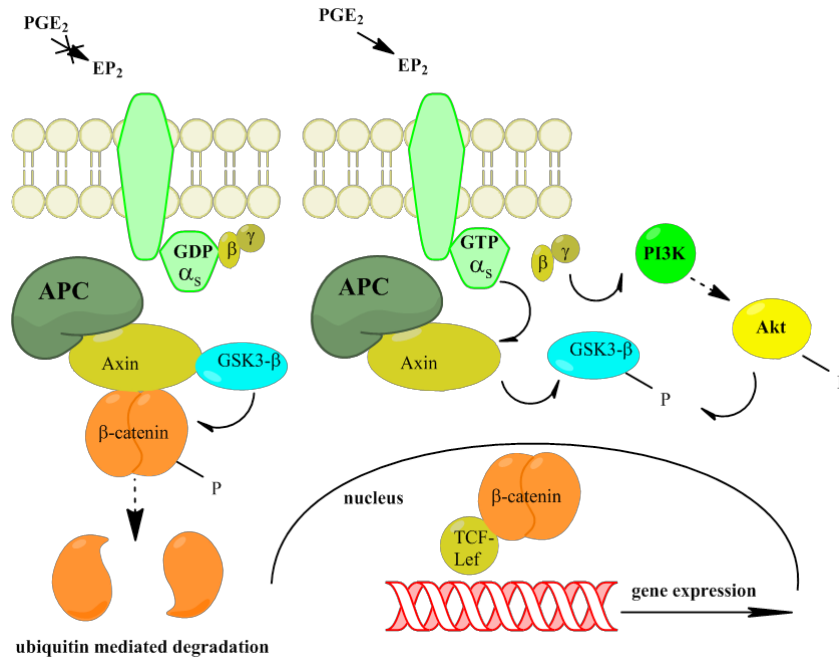 PGE₂
EP₂
GDP
αₛ
β
γ
APC
Axin
GSK3-β
β-catenin
P
ubiquitin mediated degradation
PGE₂
EP₂
GTP
αₛ
β
γ
PI3K
Akt
APC
Axin
GSK3-β
P
nucleus
β-catenin
TCF-
Lef
gene expression